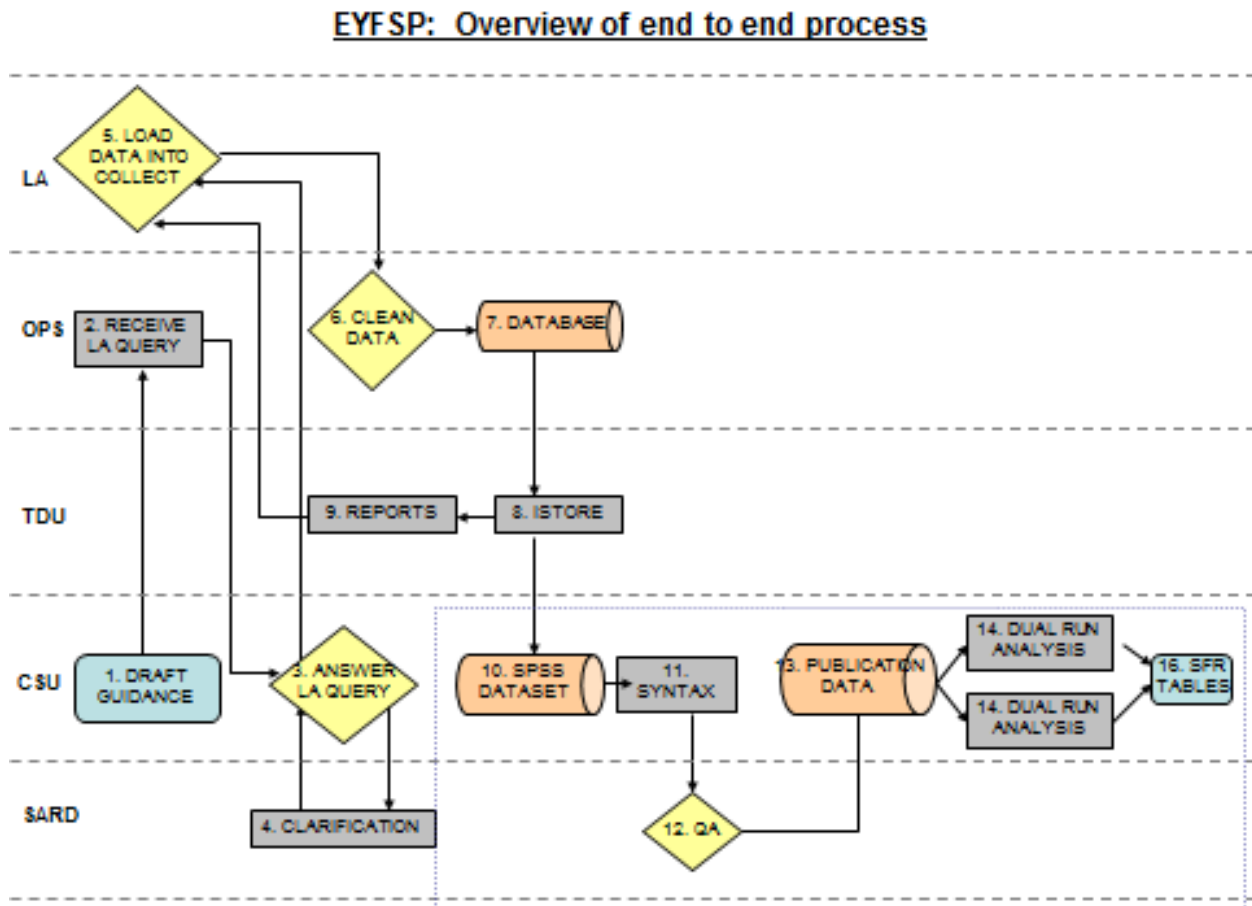 EYFSP: Overview of end to end process
LA
5. LOAD
DATA INTO
COLLECT
OPS
2. RECEIVE
LA QUERY
6. CLEAN
DATA
7. DATABASE
TDU
9. REPORTS
8. ISTORE
CSU
1. DRAFT
GUIDANCE
3. ANSWER
LA QUERY
10. SPSS
DATASET
11.
SYNTAX
13. PUBLICATION
DATA
14. DUAL RUN
ANALYSIS
14. DUAL RUN
ANALYSIS
16. SFR
TABLES
SARD
4. CLARIFICATION
12. QA